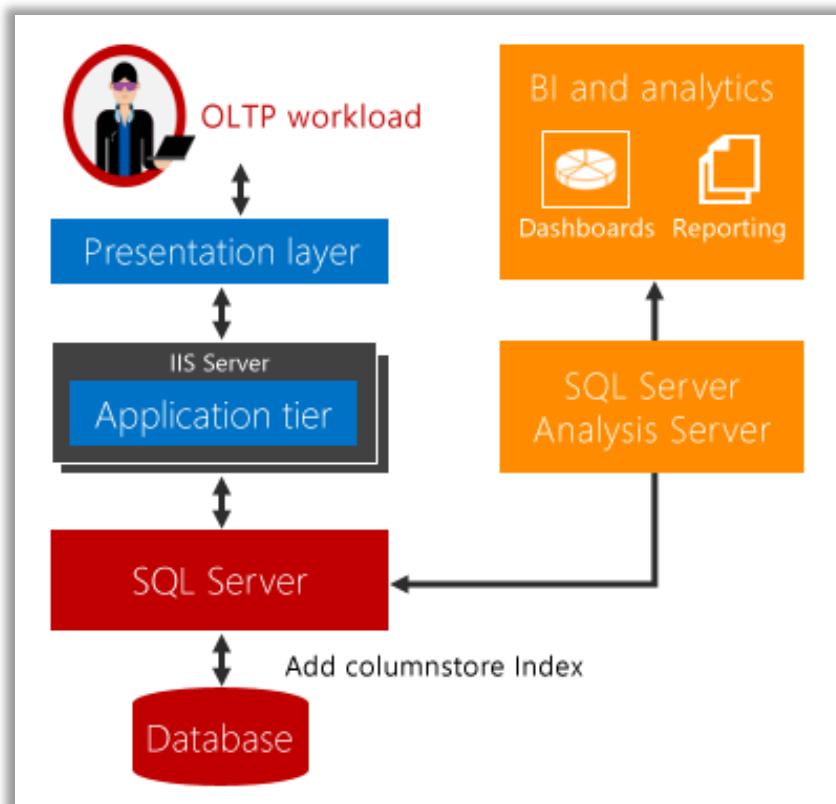 OLTP workload
Presentation layer
IIS Server
Application tier
SQL Server
Add columnstore Index
Database
BI and analytics
Dashboards
Reporting
SQL Server
Analysis Server